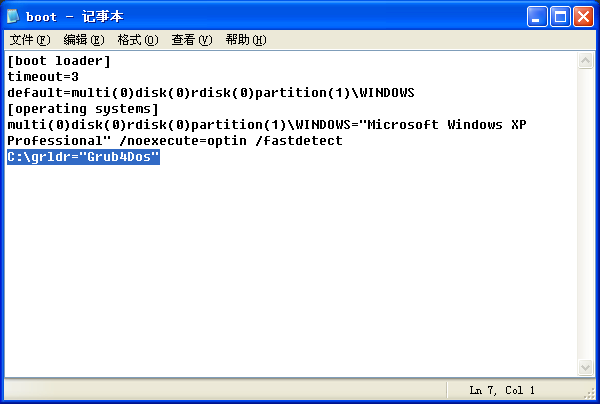 boot - 记事本
文件(F) 编辑(E) 格式(O) 查看(V) 帮助(H)
[boot loader]
timeout=3
default=multi(0)disk(0)rdisk(0)partition(1)\WINDOWS
[operating systems]
multi(0)disk(0)rdisk(0)partition(1)\WINDOWS="Microsoft Windows XP
Professional" /noexecute=optin /fastdetect
C:\grldr="Grub4Dos"
Ln 7, Col 1